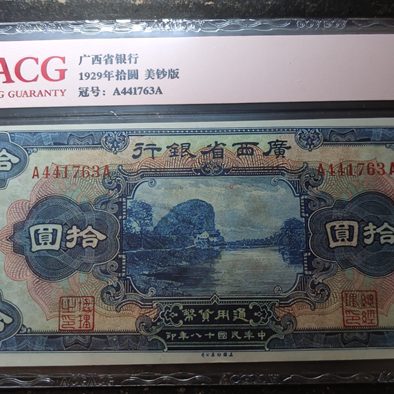 ACG
NG GUARANTY
广西省银行
1929年拾圆 美钞版
冠号：A441763A
廣西省銀行
A441763A
A441763A
拾
拾圓
拾圓
通用貨幣
中華民國十八年印